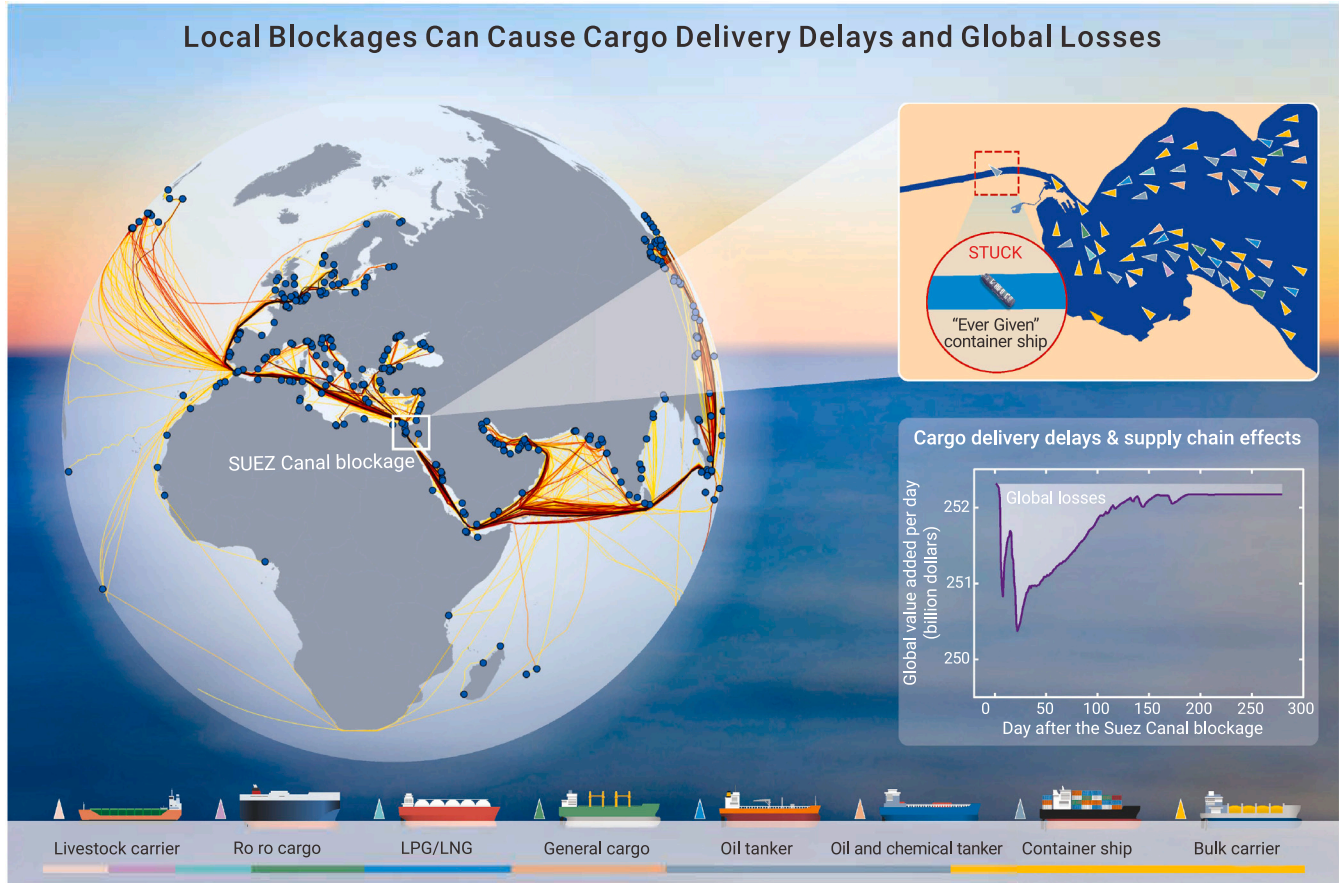 Local Blockages Can Cause Cargo Delivery Delays and Global Losses
STUCK
"Ever Given"
container ship
SUEZ Canal blockage
Cargo delivery delays & supply chain effects
Global losses
Global value added per day
(billion dollars)
252
251
250
0 50 100 150 200 250 300
Day after the Suez Canal blockage
Livestock carrier Ro ro cargo LPG/LNG General cargo Oil tanker Oil and chemical tanker Container ship Bulk carrier